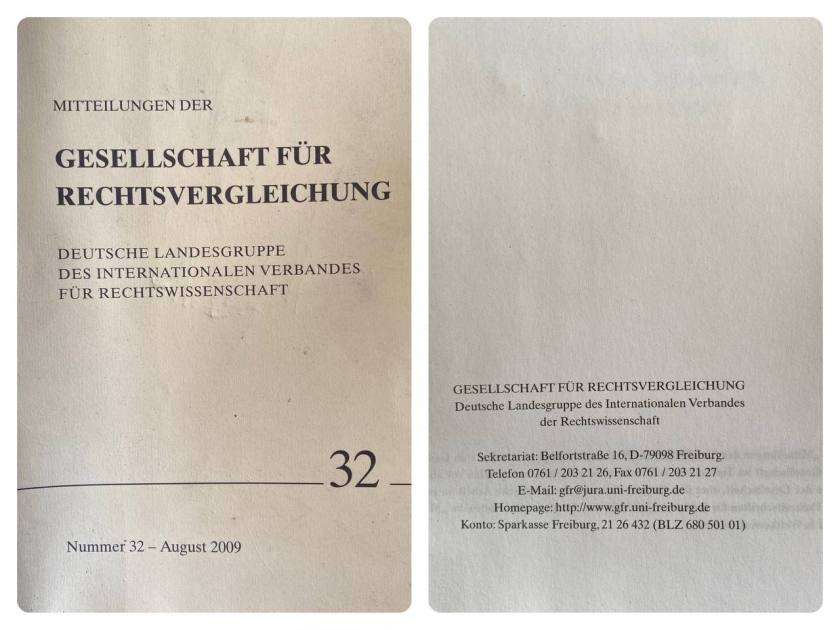 MITTEILUNGEN DER
GESELLSCHAFT FÜR
RECHTSVERGLEICHUNG
DEUTSCHE LANDESGRUPPE
DES INTERNATIONALEN VERBANDES
FÜR RECHTSWISSENSCHAFT
32
Nummer 32 – August 2009
GESELLSCHAFT FÜR RECHTSVERGLEICHUNG
Deutsche Landesgruppe des Internationalen Verbandes
der Rechtswissenschaft
Sekretariat: Belfortstraße 16, D-79098 Freiburg.
Telefon 0761 / 203 21 26, Fax 0761 / 203 21 27
E-Mail: gfr@jura.uni-freiburg.de
Homepage: http://www.gfr.uni-freiburg.de
Konto: Sparkasse Freiburg, 21 26 432 (BLZ 680 501 01)